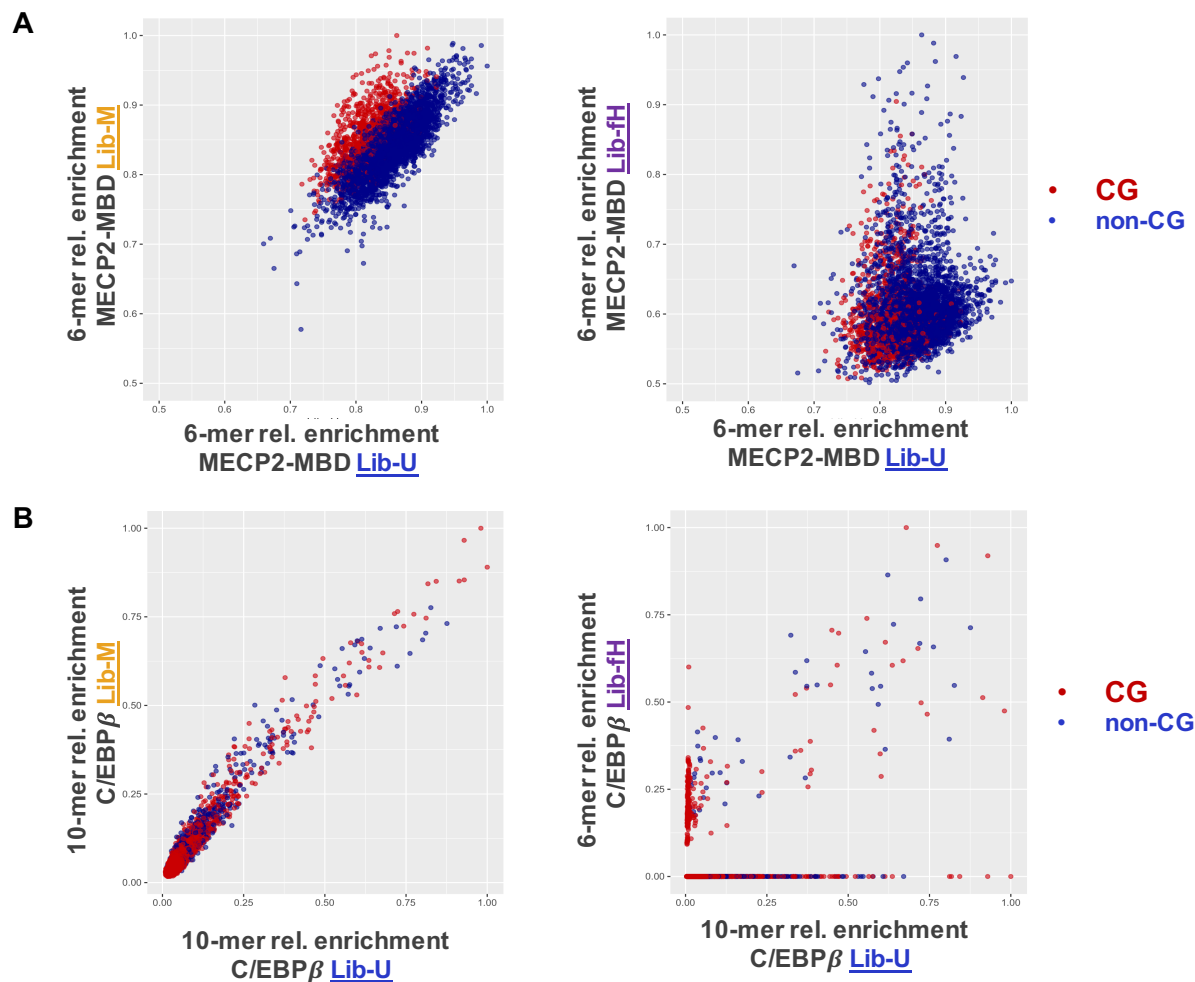 A
6-mer rel. enrichment
MECP2-MBD Lib-M
1.0
0.9
0.8
0.7
0.6
0.5
0.5
0.6
0.7
0.8
0.9
1.0
6-mer rel. enrichment
MECP2-MBD Lib-U
6-mer rel. enrichment
MECP2-MBD Lib-fH
1.0
0.9
0.8
0.7
0.6
0.5
0.5
0.6
0.7
0.8
0.9
1.0
6-mer rel. enrichment
MECP2-MBD Lib-U
CG
non-CG
B
10-mer rel. enrichment
C/EBPβ Lib-M
1.00
0.75
0.50
0.25
0.00
0.00
0.25
0.50
0.75
1.00
10-mer rel. enrichment
C/EBPβ Lib-U
6-mer rel. enrichment
C/EBPβ Lib-fH
1.00
0.75
0.50
0.25
0.00
0.00
0.25
0.50
0.75
1.00
10-mer rel. enrichment
C/EBPβ Lib-U
CG
non-CG